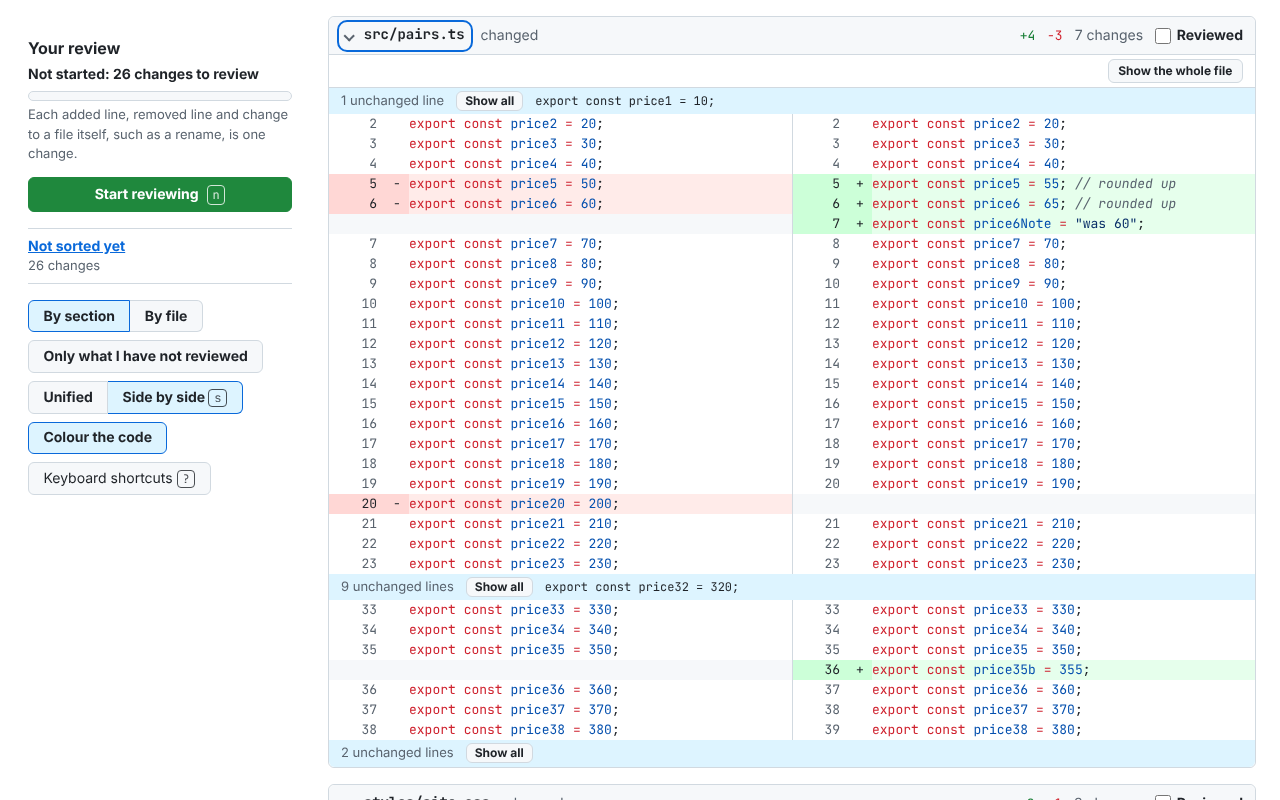 Your review
Not started: 26 changes to review
Each added line, removed line and change
to a file itself, such as a rename, is one
change.
Start reviewing n
Not sorted yet
26 changes
By section By file
Only what I have not reviewed
Unified Side by side s
Colour the code
Keyboard shortcuts ?
src/pairs.ts changed +4 -3 7 changes Reviewed
Show the whole file
1 unchanged line Show all export const price1 = 10;
2 export const price2 = 20; 2 export const price2 = 20;
3 export const price3 = 30; 3 export const price3 = 30;
4 export const price4 = 40; 4 export const price4 = 40;
5 - export const price5 = 50; 5 + export const price5 = 55; // rounded up
6 - export const price6 = 60; 6 + export const price6 = 65; // rounded up
7 + export const price6Note = "was 60";
7 export const price7 = 70; 8 export const price7 = 70;
8 export const price8 = 80; 9 export const price8 = 80;
9 export const price9 = 90; 10 export const price9 = 90;
10 export const price10 = 100; 11 export const price10 = 100;
11 export const price11 = 110; 12 export const price11 = 110;
12 export const price12 = 120; 13 export const price12 = 120;
13 export const price13 = 130; 14 export const price13 = 130;
14 export const price14 = 140; 15 export const price14 = 140;
15 export const price15 = 150; 16 export const price15 = 150;
16 export const price16 = 160; 17 export const price16 = 160;
17 export const price17 = 170; 18 export const price17 = 170;
18 export const price18 = 180; 19 export const price18 = 180;
19 export const price19 = 190; 20 export const price19 = 190;
20 - export const price20 = 200;
21 export const price21 = 210; 21 export const price21 = 210;
22 export const price22 = 220; 22 export const price22 = 220;
23 export const price23 = 230; 23 export const price23 = 230;
9 unchanged lines Show all export const price32 = 320;
33 export const price33 = 330; 33 export const price33 = 330;
34 export const price34 = 340; 34 export const price34 = 340;
35 export const price35 = 350; 35 export const price35 = 350;
36 + export const price35b = 355;
36 export const price36 = 360; 37 export const price36 = 360;
37 export const price37 = 370; 38 export const price37 = 370;
38 export const price38 = 380; 39 export const price38 = 380;
2 unchanged lines Show all